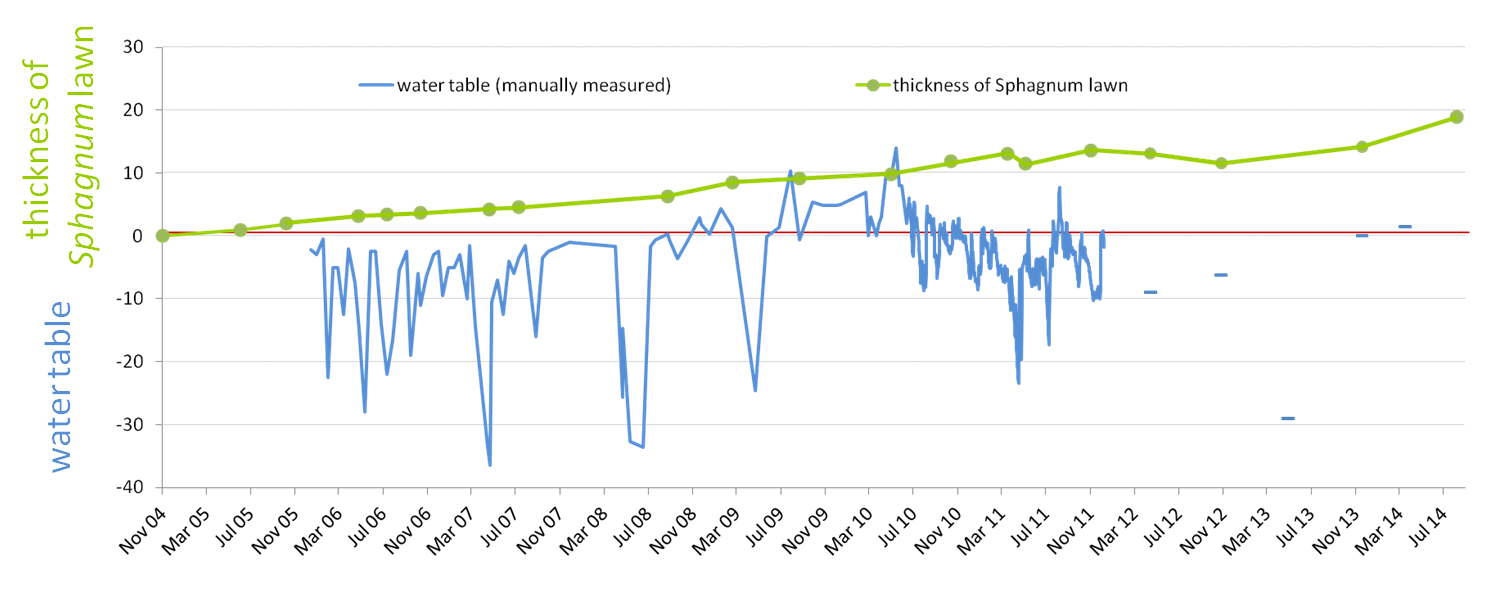 thickness of
Sphagnum lawn
water table
30
20
10
0
-10
-20
-30
-40
water table (manually measured)
thickness of Sphagnum lawn
Nov 04
Mar 05
Jul 05
Nov 05
Mar 06
Jul 06
Nov 06
Mar 07
Jul 07
Nov 07
Mar 08
Jul 08
Nov 08
Mar 09
Jul 09
Nov 09
Mar 10
Jul 10
Nov 10
Mar 11
Jul 11
Nov 11
Mar 12
Jul 12
Nov 12
Mar 13
Jul 13
Nov 13
Mar 14
Jul 14